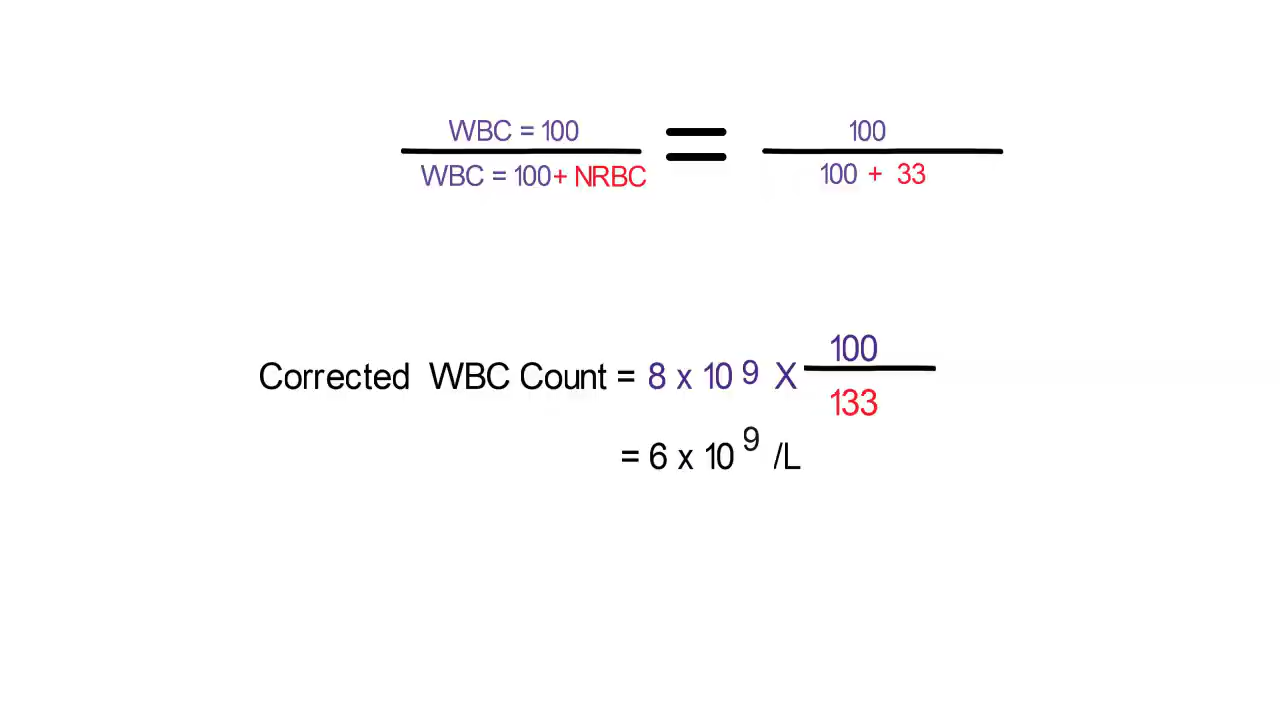 WBC = 100
WBC = 100 + NRBC
=
100
100 + 33
Corrected WBC Count = 8 x 10 9 X 100
133
= 6 x 10 9 /L